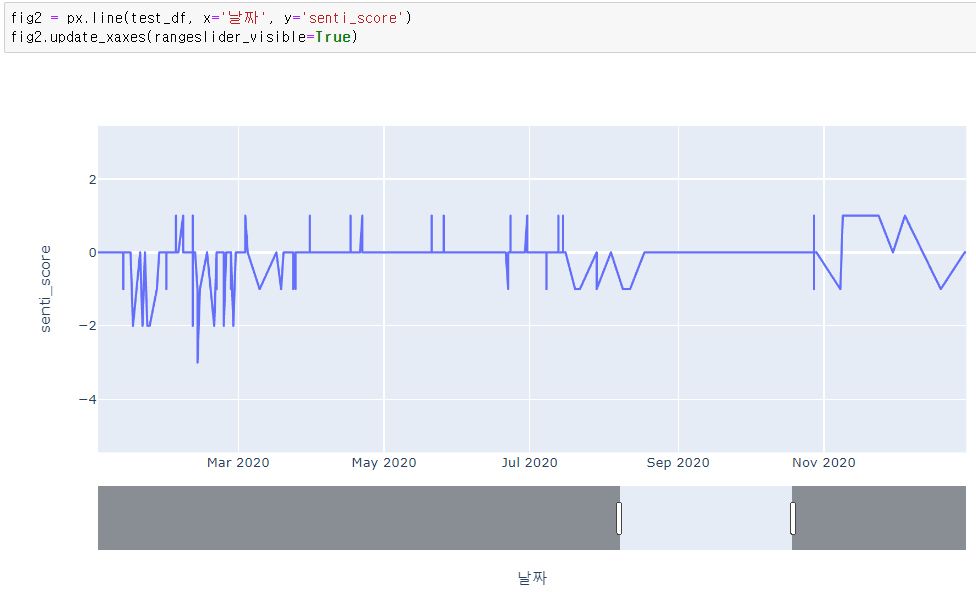 fig2 = px.line(test_df, x='날짜', y='senti_score')
fig2.update_xaxes(rangeslider_visible=True)
2
0
−2
−4
senti_score
Mar 2020
May 2020
Jul 2020
Sep 2020
Nov 2020
날짜